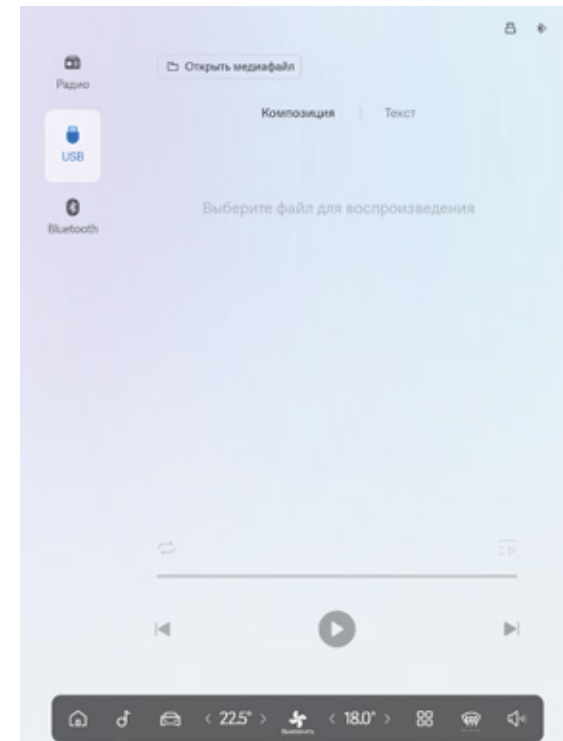 Радио
Открыть медиафайл
Композиция | Текст
USB
Выберите файл для воспроизведения
Bluetooth
22.5° 18.0°